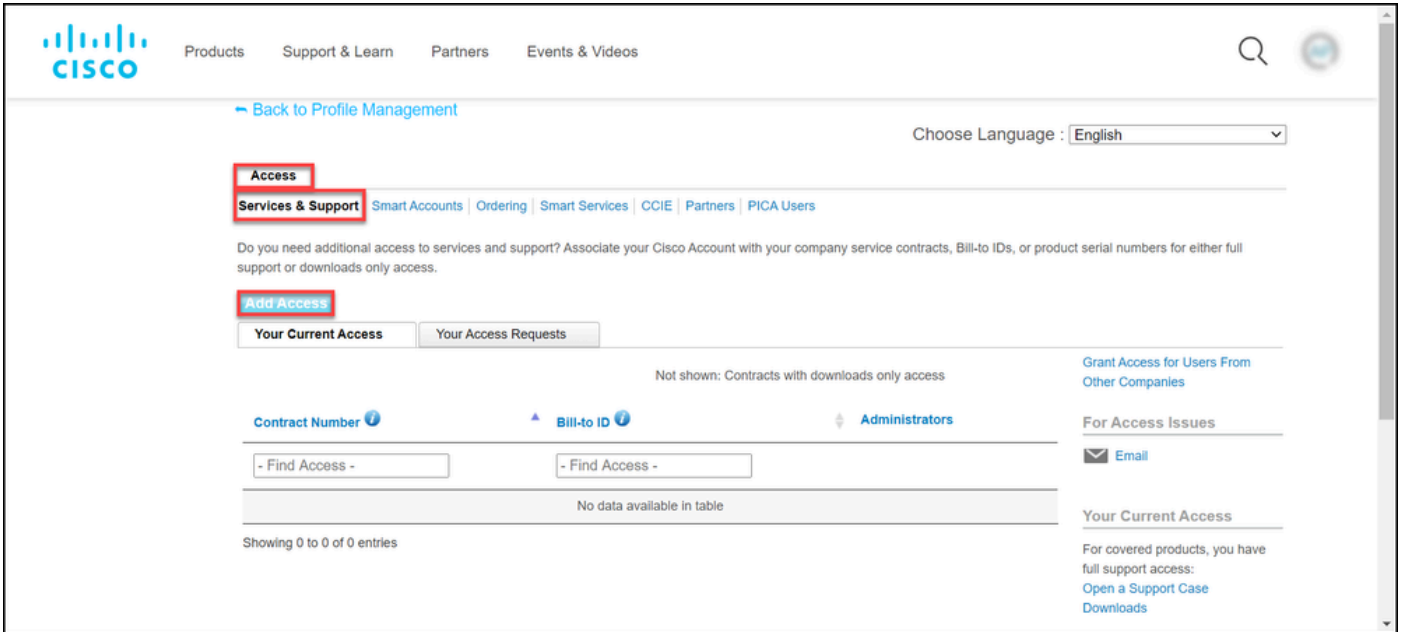 CISCO
Products Support & Learn Partners Events & Videos
Back to Profile Management
Choose Language : English
Access
Services & Support Smart Accounts Ordering Smart Services CCIE Partners PICA Users
Do you need additional access to services and support? Associate your Cisco Account with your company service contracts, Bill-to IDs, or product serial numbers for either full
support or downloads only access.
Add Access
Your Current Access Your Access Requests
Not shown: Contracts with downloads only access
Contract Number Bill-to ID Administrators
- Find Access - - Find Access -
No data available in table
Showing 0 to 0 of 0 entries
Grant Access for Users From
Other Companies
For Access Issues
Email
Your Current Access
For covered products, you have
full support access:
Open a Support Case
Downloads